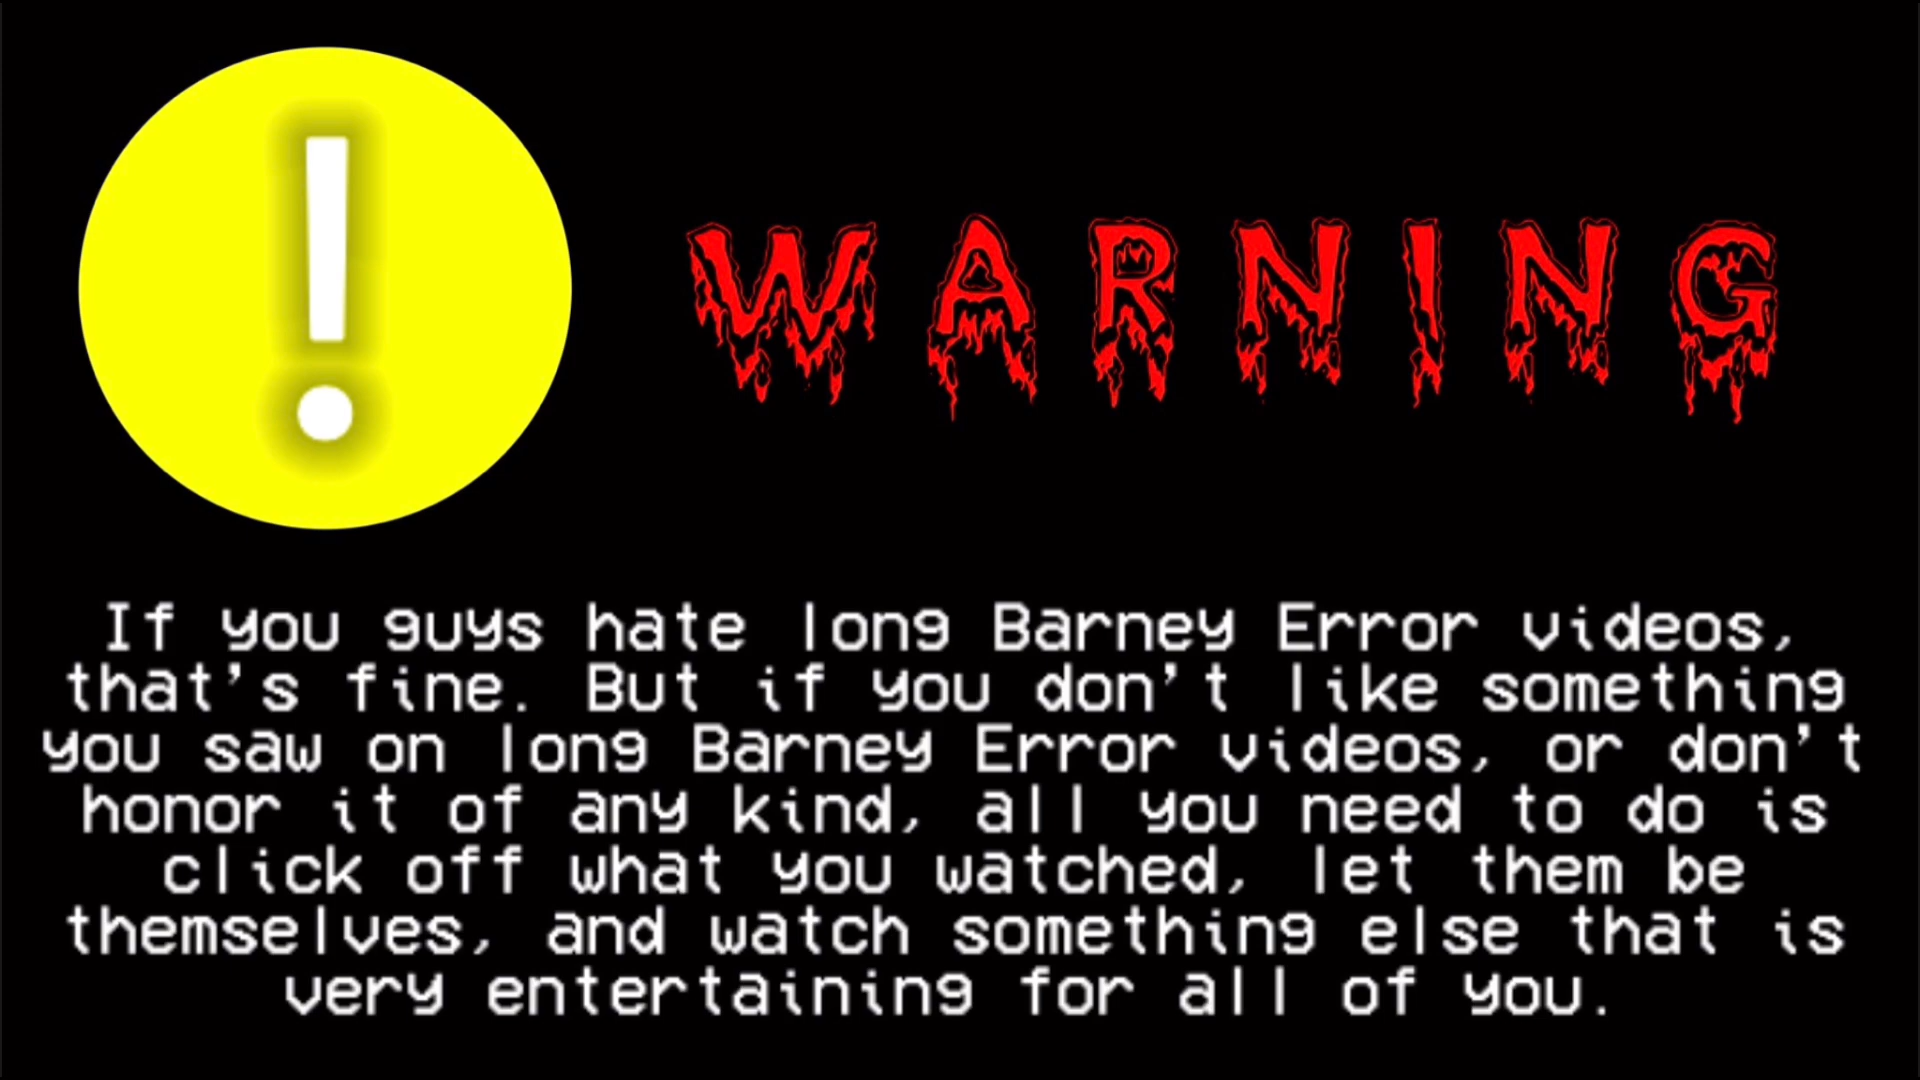 !
WARNING
If you guys hate long Barney Error videos,
that's fine. But if you don't like something
you saw on long Barney Error videos, or don't
honor it of any kind, all you need to do is
click off what you watched, let them be
themselves, and watch something else that is
very entertaining for all of you.